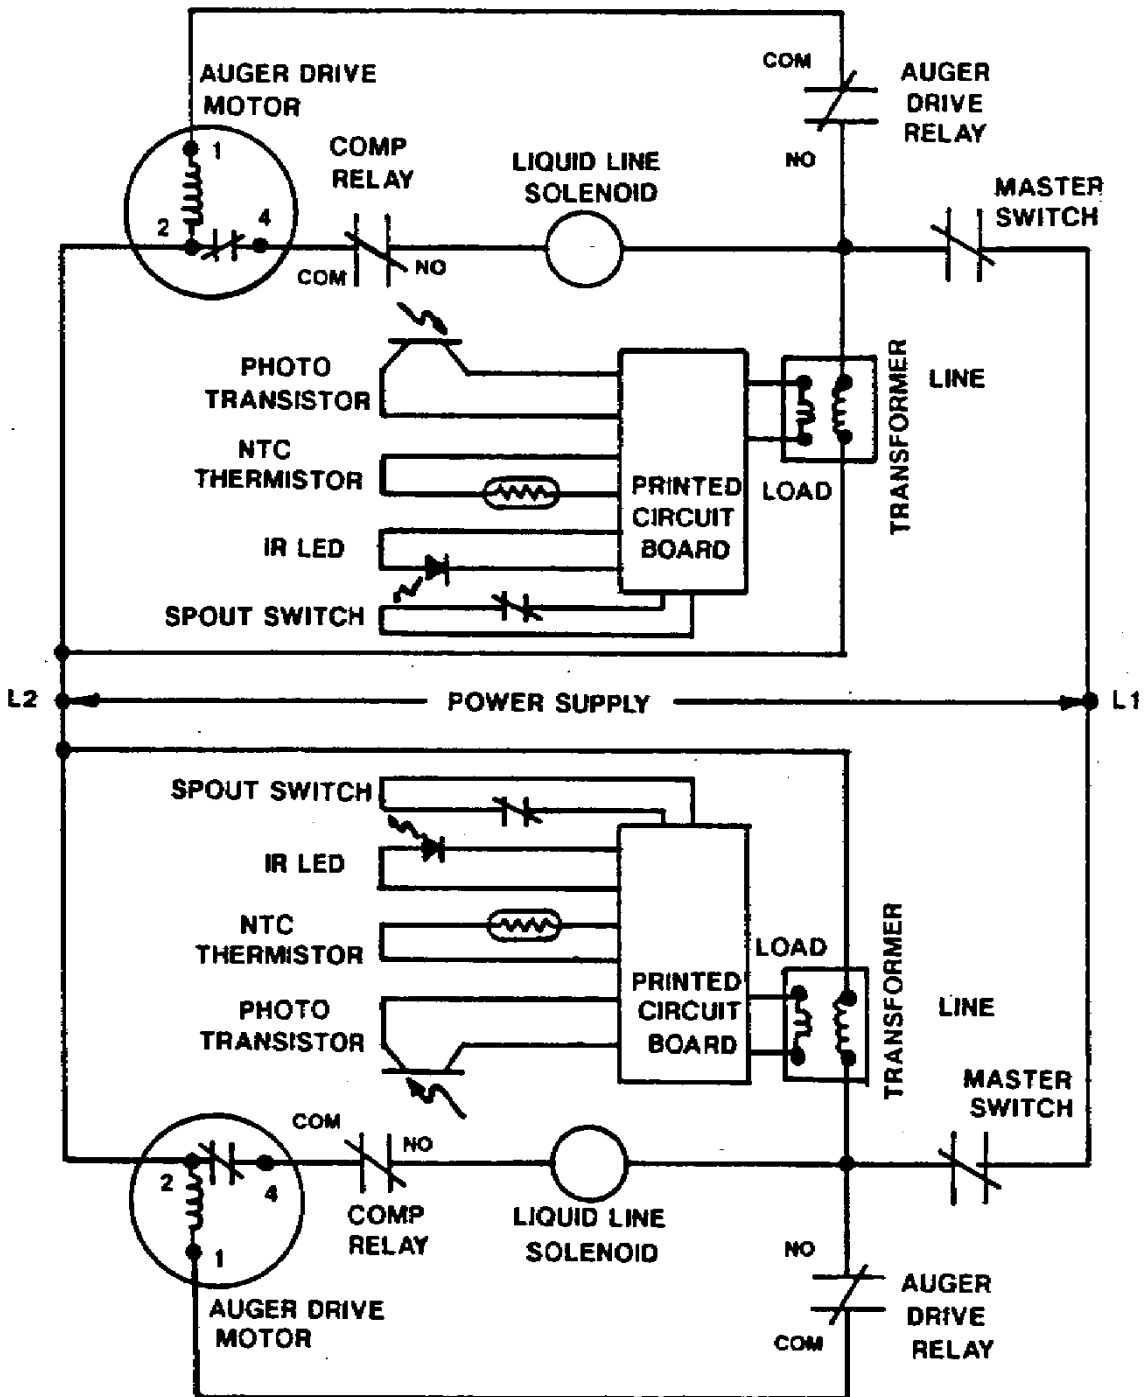 COM
AUGER
DRIVE
RELAY
NO
AUGER DRIVE
MOTOR
1
2
4
COMP
RELAY
COM
NO
LIQUID LINE
SOLENOID
MASTER
SWITCH
PHOTO
TRANSISTOR
NTC
THERMISTOR
IR LED
SPOUT SWITCH
PRINTED
CIRCUIT
BOARD
LOAD
TRANSFORMER
LINE
L2
POWER SUPPLY
L1
SPOUT SWITCH
IR LED
NTC
THERMISTOR
PHOTO
TRANSISTOR
PRINTED
CIRCUIT
BOARD
LOAD
TRANSFORMER
LINE
MASTER
SWITCH
2
4
1
AUGER DRIVE
MOTOR
COM
NO
COMP
RELAY
LIQUID LINE
SOLENOID
NO
AUGER
DRIVE
RELAY
COM